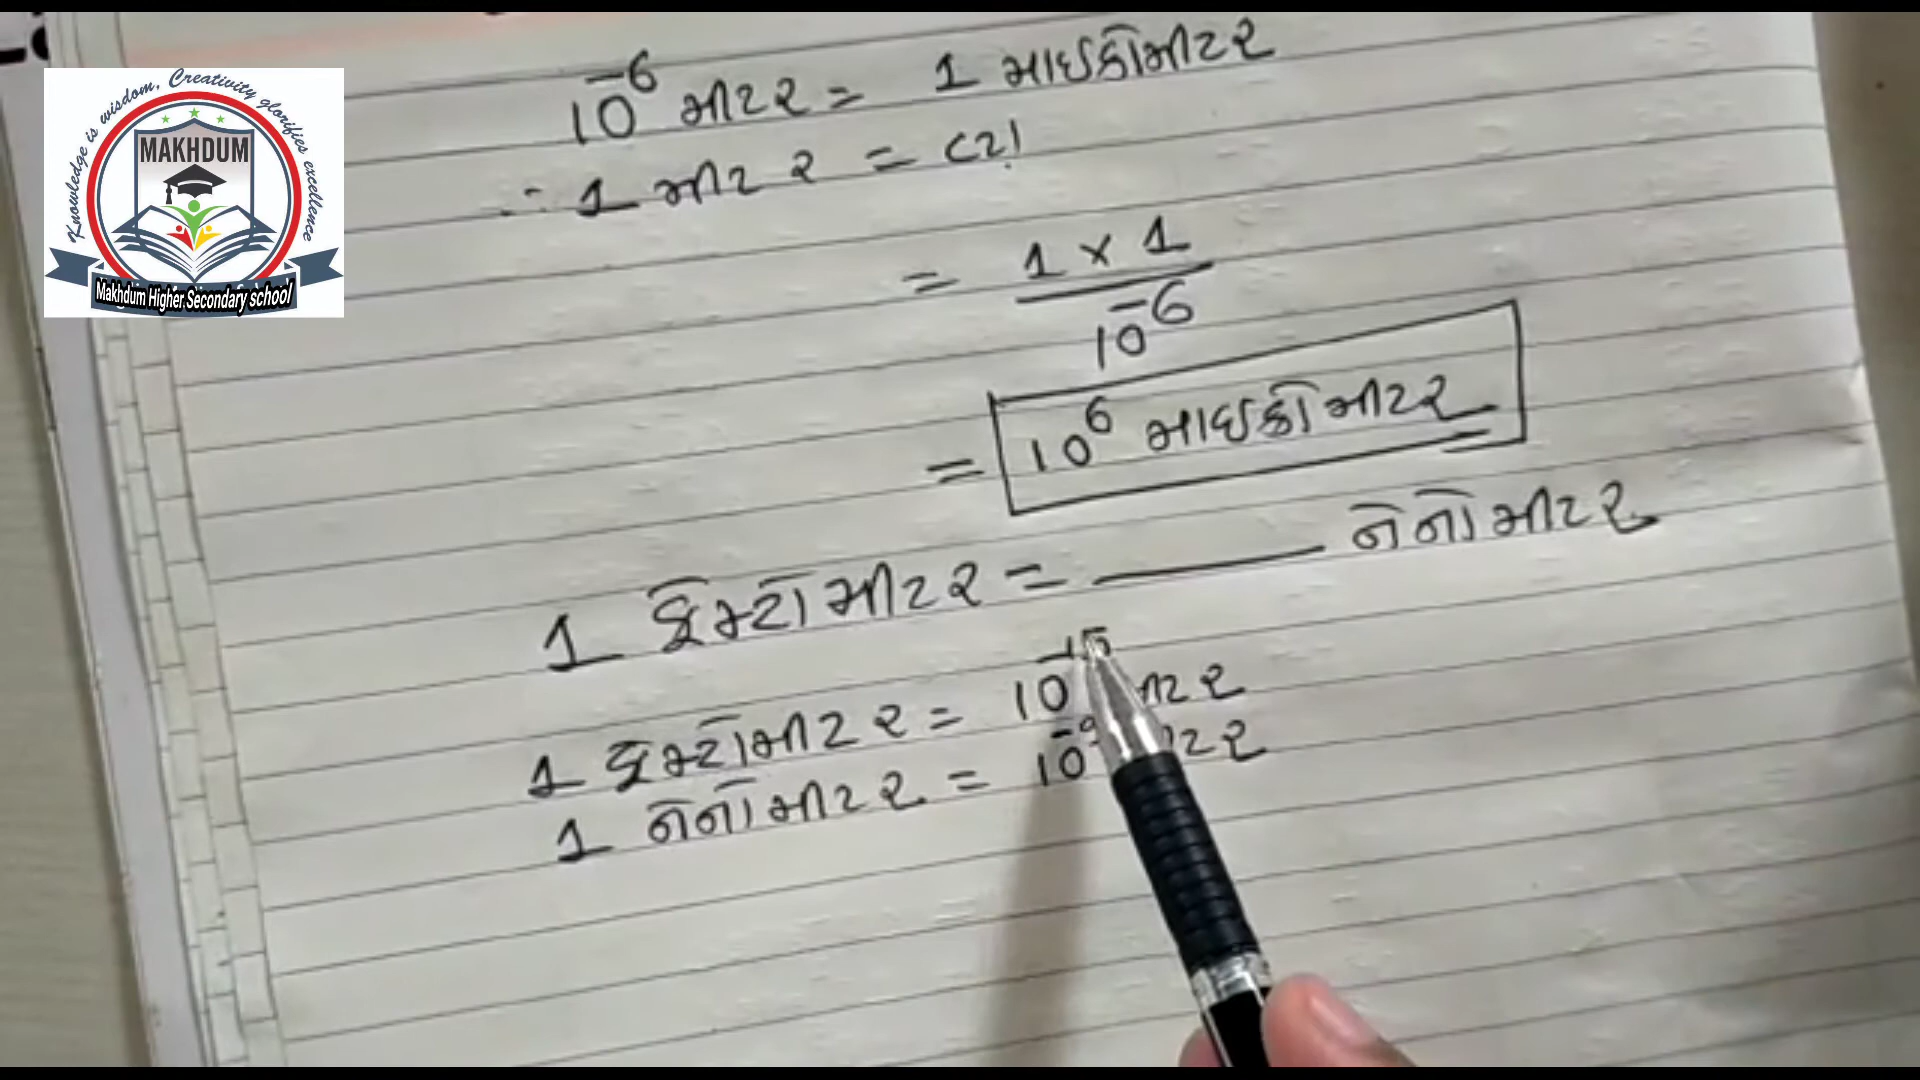 Knowledge is wisdom, Creativity glorifies excellence
MAKHDUM
Makhdum Higher Secondary school
10⁻⁶ મીટર = 1 માઇક્રોમીટર
∴ 1 મીટર = (?)
= 1 × 1
10⁻⁶
= 10⁶ માઇક્રોમીટર
1 ફેમ્ટોમીટર = ______ નેનોમીટર
1 ફેમ્ટોમીટર = 10⁻¹⁵ મીટર
1 નેનોમીટર = 10⁻⁹ મીટર